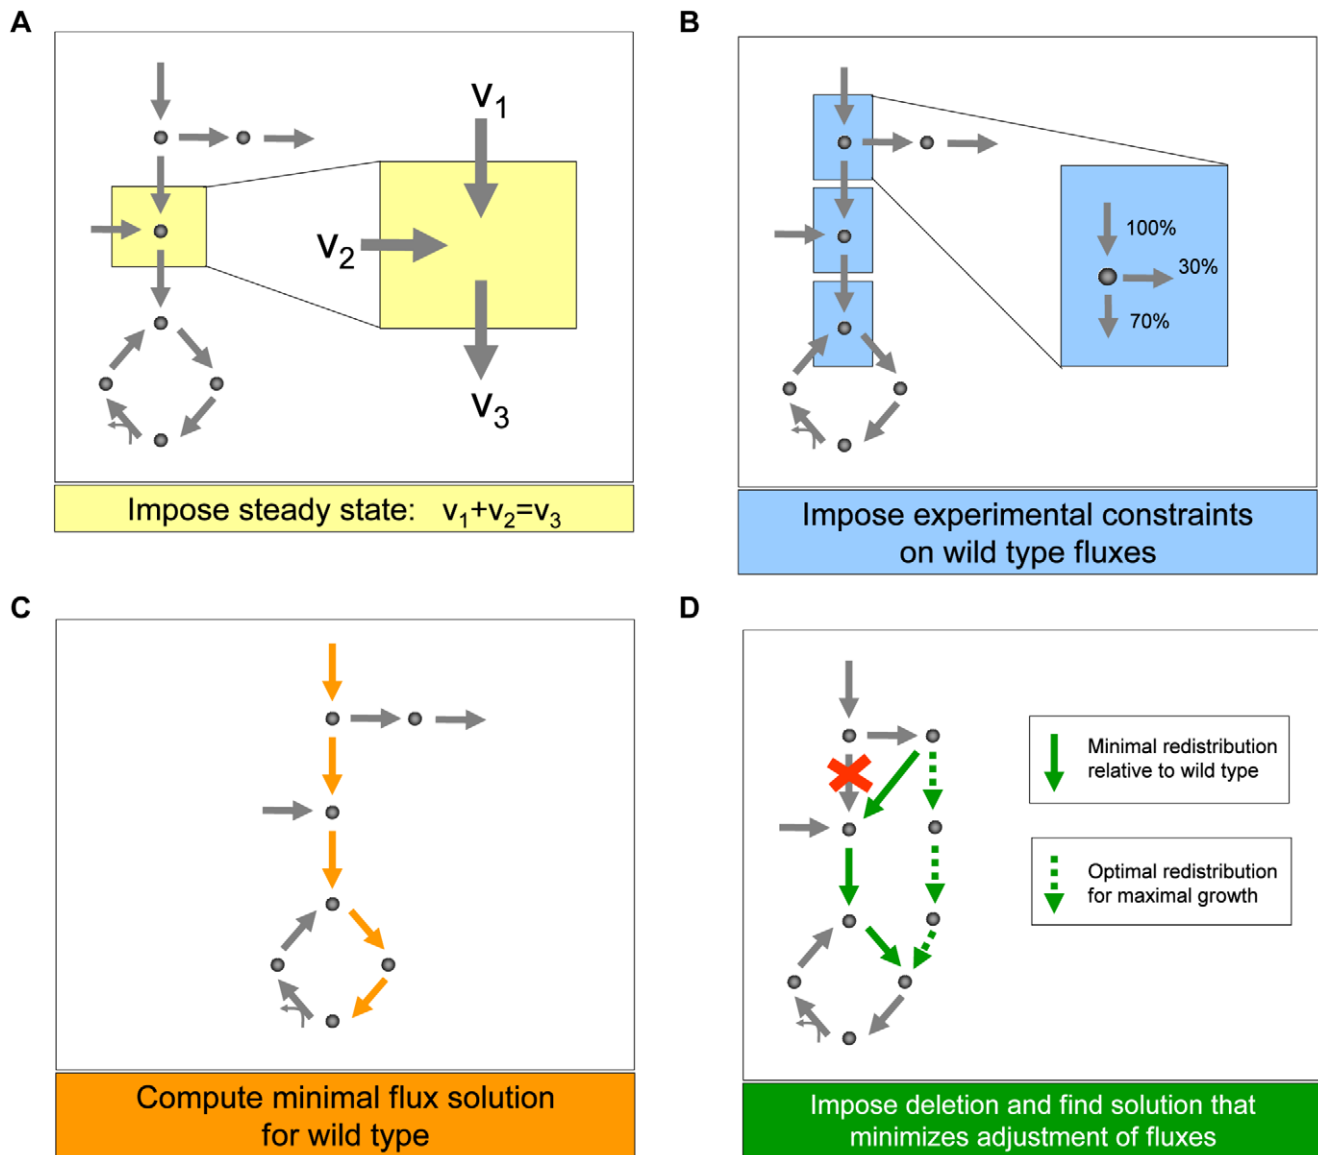 A
V₁
V₂
V₃
Impose steady state: v₁+v₂=v₃
B
100%
30%
70%
Impose experimental constraints
on wild type fluxes
C
Compute minimal flux solution
for wild type
D
Minimal redistribution
relative to wild type
Optimal redistribution
for maximal growth
Impose deletion and find solution that
minimizes adjustment of fluxes